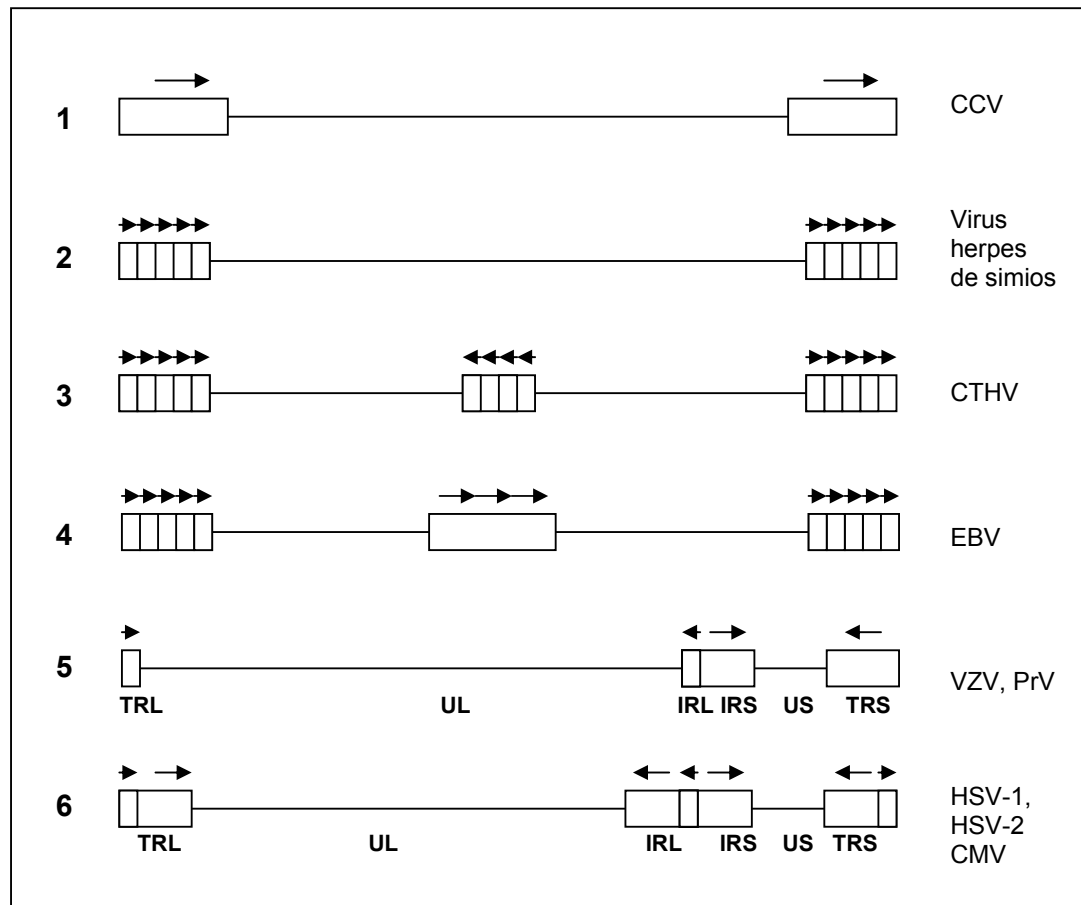 1 CCV
2 Virus
herpes
de simios
3 CTHV
4 EBV
5 VZV, PrV
TRL UL IRL IRS US TRS
6 HSV-1,
HSV-2
CMV
TRL UL IRL IRS US TRS